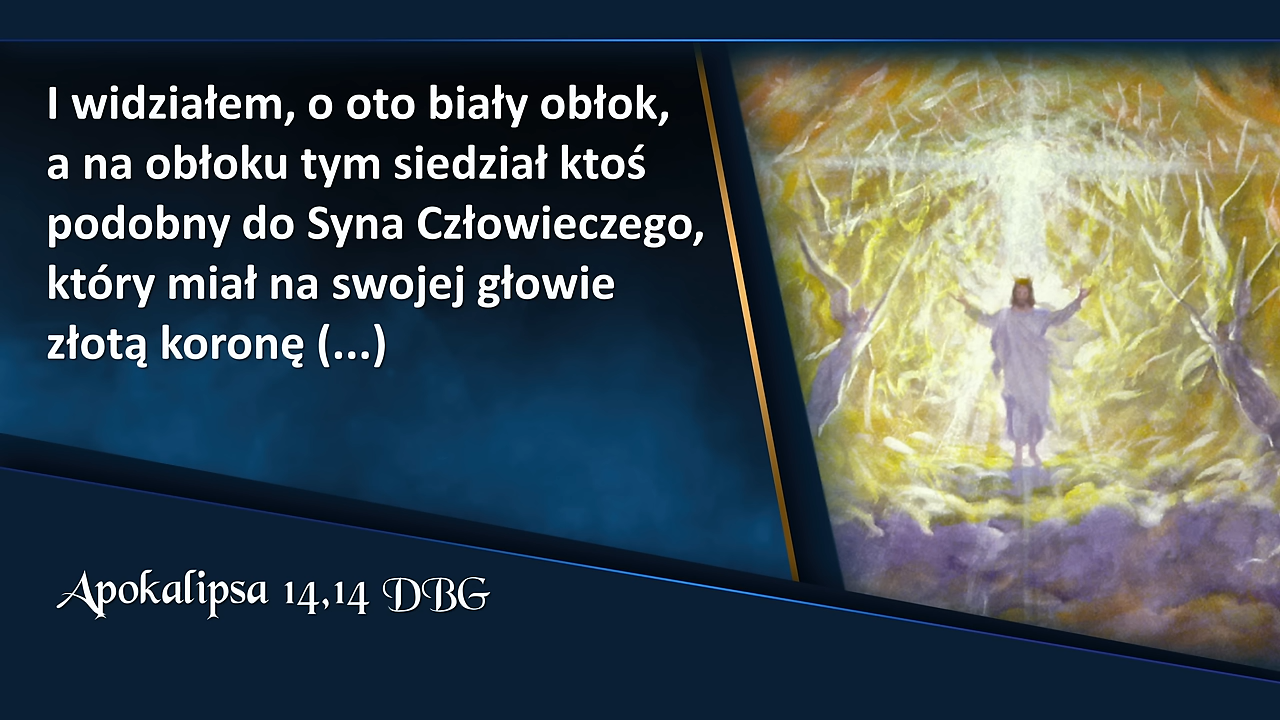 I widziałem, o oto biały obłok,
a na obłoku tym siedział ktoś
podobny do Syna Człowieczego,
który miał na swojej głowie
złotą koronę (...)
Apokalipsa 14,14 DBG